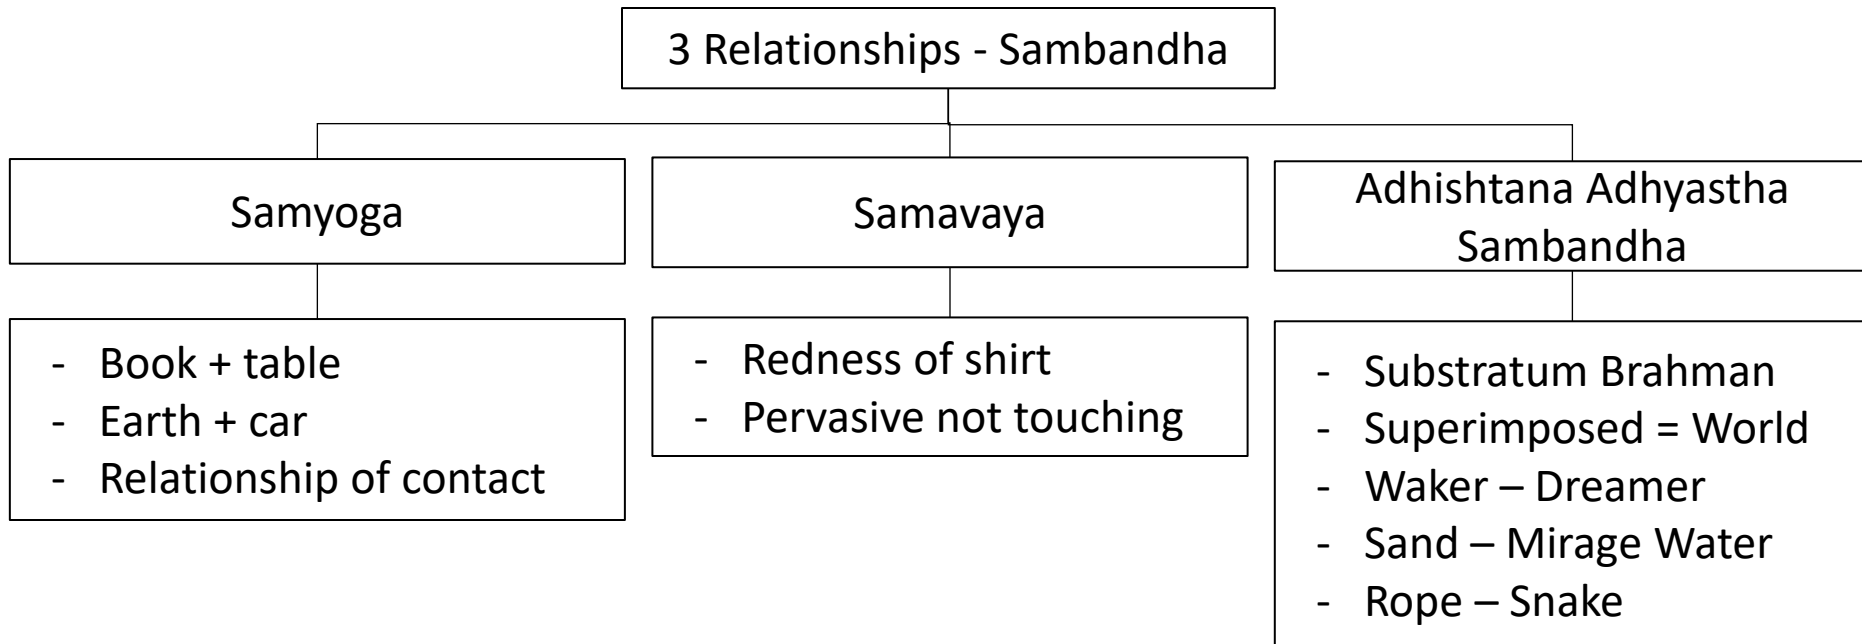 3 Relationships - Sambandha
Samyoga
Samavaya
Adhishtana Adhyastha
Sambandha
- Book + table
- Earth + car
- Relationship of contact
- Redness of shirt
- Pervasive not touching
- Substratum Brahman
- Superimposed = World
- Waker – Dreamer
- Sand – Mirage Water
- Rope – Snake